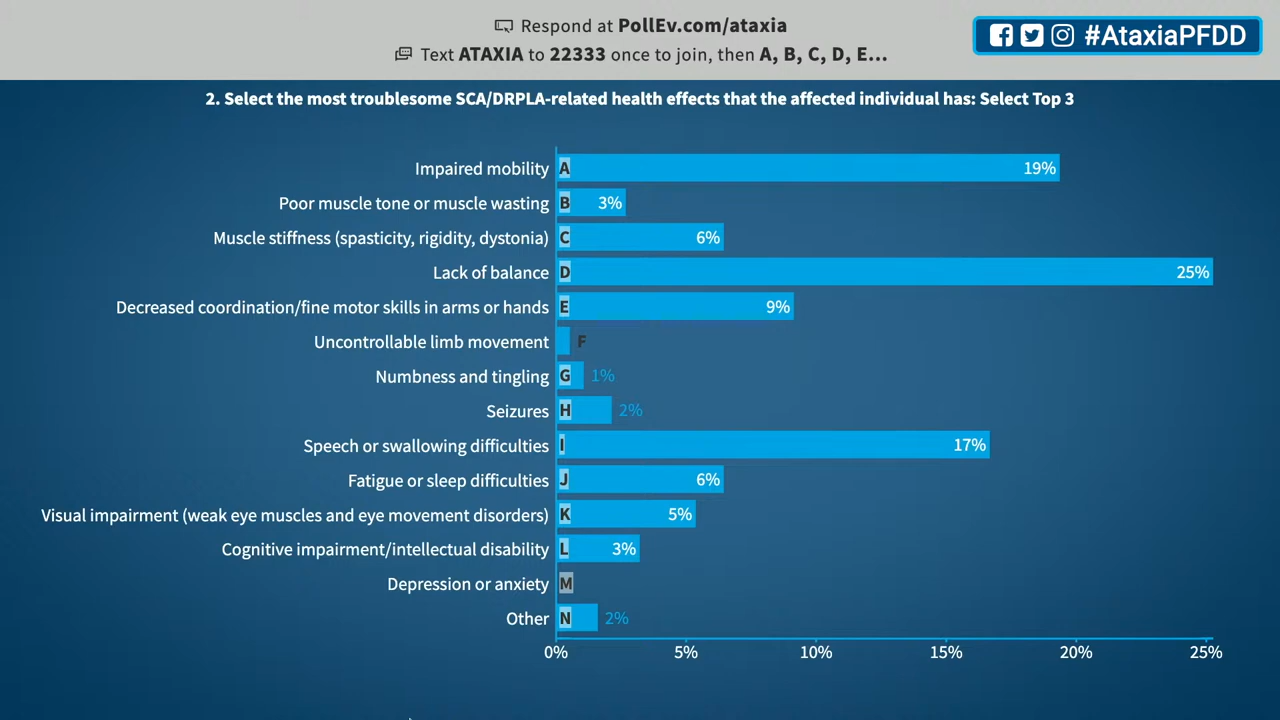 Respond at PollEv.com/ataxia
Text ATAXIA to 22333 once to join, then A, B, C, D, E...
#AtaxiaPFDD
2. Select the most troublesome SCA/DRPLA-related health effects that the affected individual has: Select Top 3
Impaired mobility A 19%
Poor muscle tone or muscle wasting B 3%
Muscle stiffness (spasticity, rigidity, dystonia) C 6%
Lack of balance D 25%
Decreased coordination/fine motor skills in arms or hands E 9%
Uncontrollable limb movement F
Numbness and tingling G 1%
Seizures H 2%
Speech or swallowing difficulties I 17%
Fatigue or sleep difficulties J 6%
Visual impairment (weak eye muscles and eye movement disorders) K 5%
Cognitive impairment/intellectual disability L 3%
Depression or anxiety M
Other N 2%
0% 5% 10% 15% 20% 25%